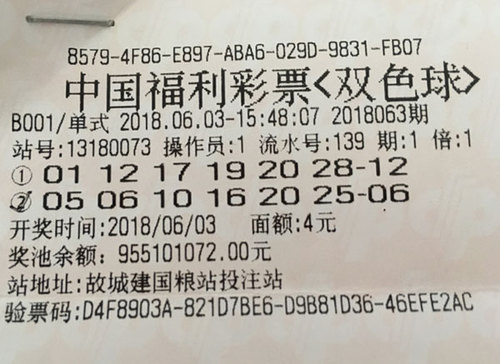 8579-4F86-E897-ABA6-029D-9831-FB07
中国福利彩票<双色球>
B001/单式 2018.06.03-15:48:07 2018063期
站号:13180073 操作员:1 流水号:139 期:1 倍:1
① 01 12 17 19 20 28-12
② 05 06 10 16 20 25-06
开奖时间:2018/06/03 面额:4元
奖池余额: 955101072.00元
站地址:故城建国粮站投注站
验票码:D4F8903A-821D7BE6-D9B81D36-46EFE2AC